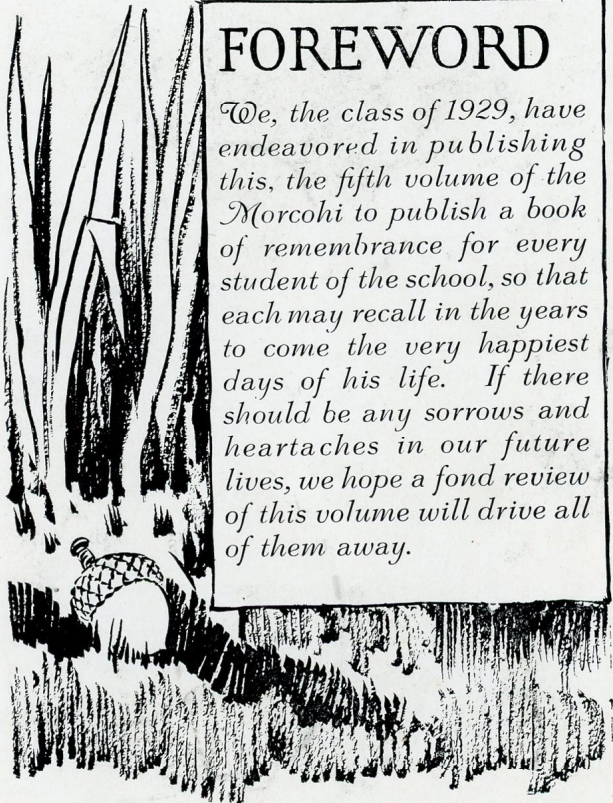 FOREWORD
We, the class of 1929, have
endeavored in publishing
this, the fifth volume of the
Morcohi to publish a book
of remembrance for every
student of the school, so that
each may recall in the years
to come the very happiest
days of his life. If there
should be any sorrows and
heartaches in our future
lives, we hope a fond review
of this volume will drive all
of them away.